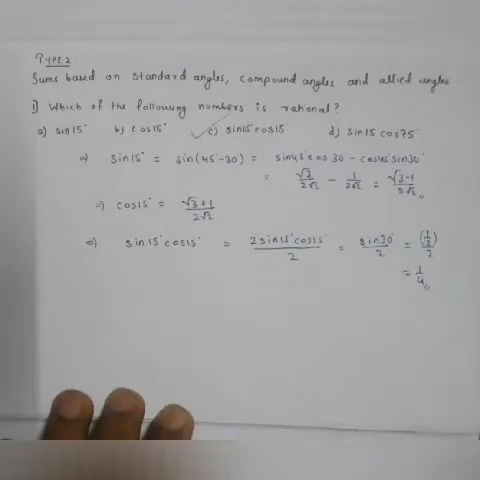 TYPE 2
Sums based on standard angles, compound angles and allied angles
1) Which of the following numbers is rational?
a) sin15° b) cos15° ✓c) sin15°cos15° d) sin15 cos75°
⇒ sin15° = sin(45°-30) = sin45°cos30 - cos45°sin30°
= √3/2√2 - 1/2√2 = √3-1/2√2
⇒ cos15° = √3+1/2√2
⇒ sin15°cos15° = 2sin15°cos15°/2 = sin30°/2 = (1/2)/2
= 1/4